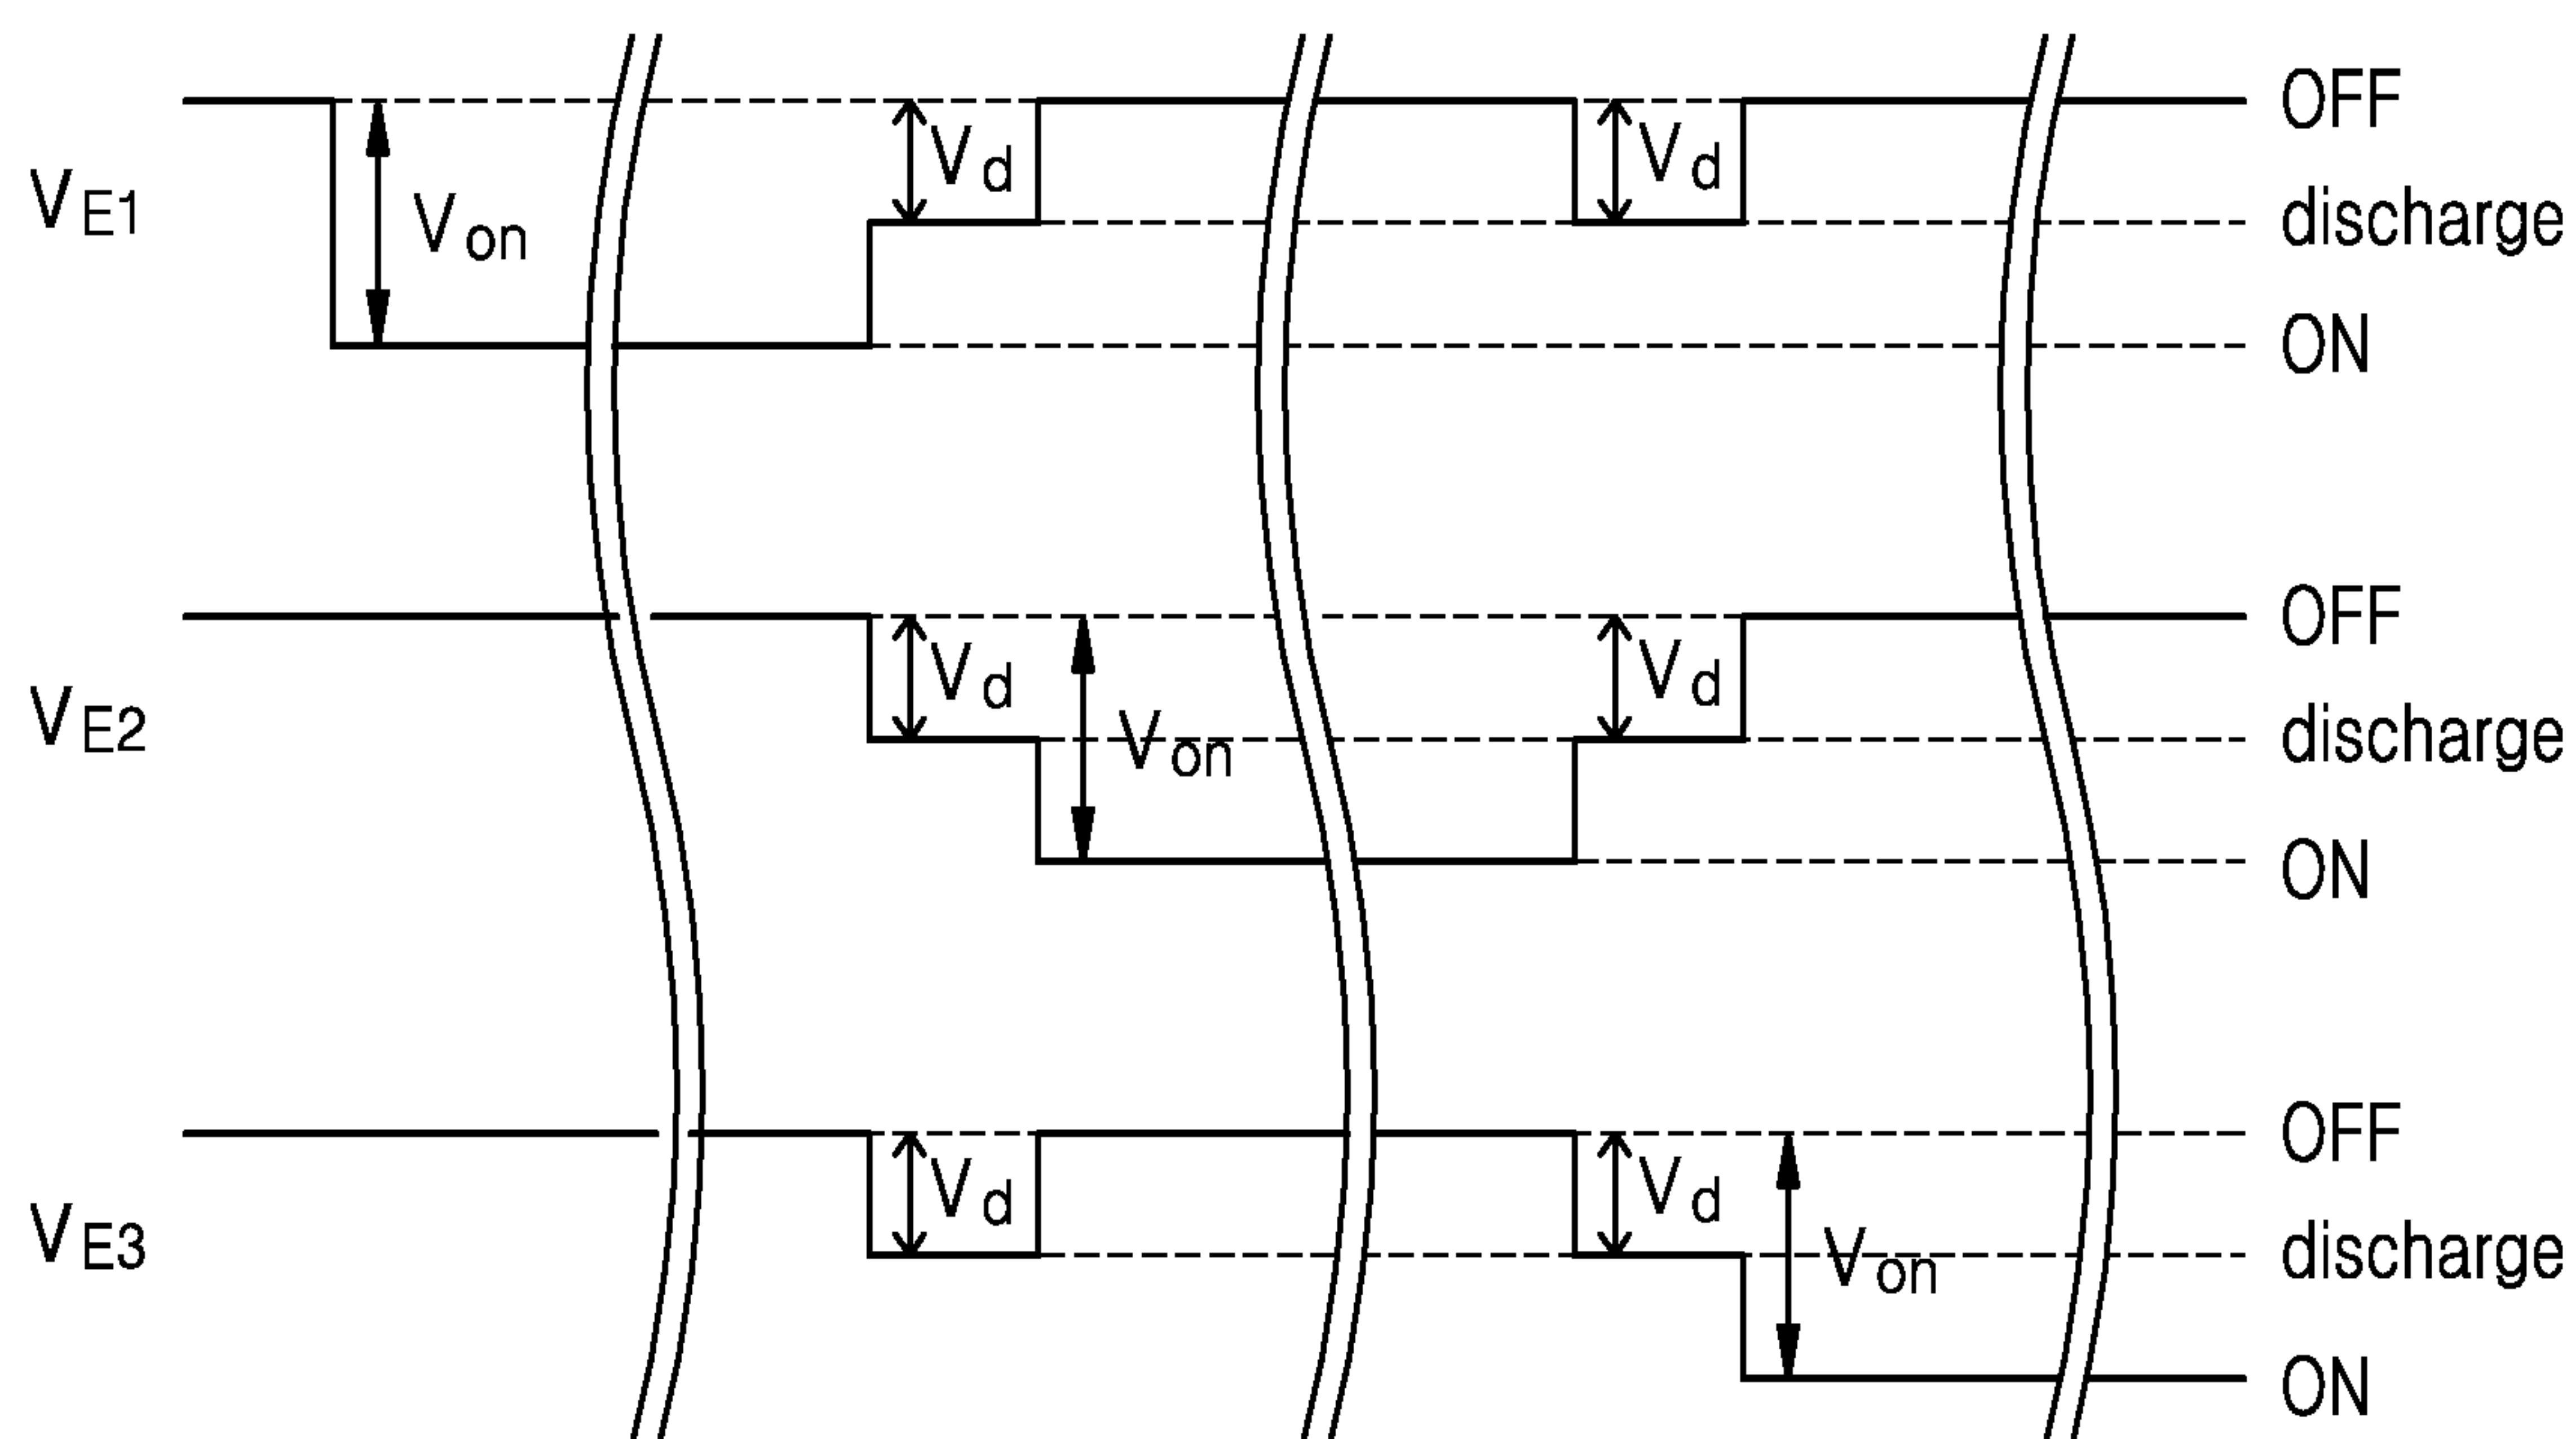 OFF
Vd Vd
VE1 Von discharge
ON
OFF
Vd Vd
VE2 Von discharge
ON
OFF
Vd Vd
VE3 Von discharge
ON